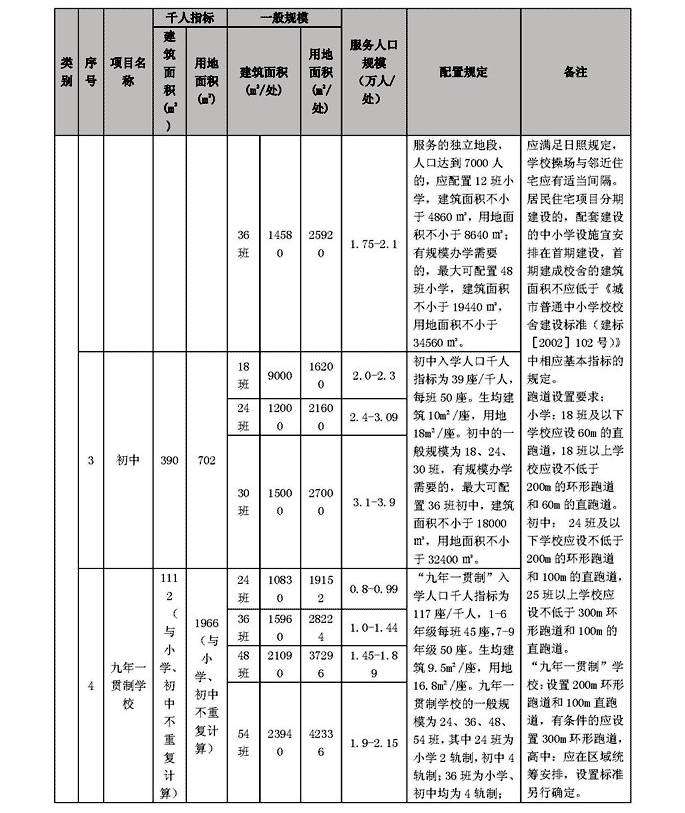 类别
序号
项目名称
千人指标
建筑面积(㎡)
用地面积(㎡)
一般规模
建筑面积(㎡/处)
用地面积(㎡/处)
服务人口规模(万人/处)
配置规定
备注
36班
14580
25920
1.75-2.1
服务的独立地段,
人口达到7000人
的,应配置12班小
学,建筑面积不小
于4860㎡,用地面
积不小于8640㎡;
有规模办学需要
的,最大可配置48
班小学,建筑面积
不小于19440㎡,
用地面积不小于
34560㎡。
3
初中
390
702
18班
9000
16200
2.0-2.3
24班
12000
21600
2.4-3.09
30班
15000
27000
3.1-3.9
初中入学人口千人
指标为39座/千人,
每班50座。生均建
筑10m²/座,用地
18m²/座。初中的一
般规模为18、24、
30班,有规模办学
需要的,最大可配
置36班初中,建筑
面积不小于18000
㎡,用地面积不小
于32400㎡。
4
九年一贯制学校
1112(与小学、初中不重复计算)
1966(与小学、初中不重复计算)
24班
10830
19152
0.8-0.99
36班
15960
28224
1.0-1.44
48班
21090
37296
1.45-1.89
54班
23940
42336
1.9-2.15
“九年一贯制”入
学人口千人指标为
117座/千人,1-6
年级每班45座,7-9
年级50座。生均建
筑9.5m²/座,用地
16.8m²/座。九年一
贯制学校的一般规
模为24、36、48、
54班,其中24班为
小学2轨制,初中4
轨制;36班为小学、
初中均为4轨制;
应满足日照规定,
学校操场与邻近住
宅应有适当间隔。
居民住宅项目分期
建设的,配套建设
的中小学设施宜安
排在首期建设,首
期建成校舍的建筑
面积不应低于《城
市普通中小学校校
舍建设标准(建标
[2002]102号)》
中相应基本指标的
规定。
跑道设置要求:
小学:18班及以下
学校应设60m的直
跑道,18班以上学
校应设不低于
200m的环形跑道
和60m的直跑道。
初中: 24班及以
下学校应设不低于
200m的环形跑道
和100m的直跑道,
25班以上学校应
设不低于300m环
形跑道和100m的
直跑道。
“九年一贯制”学
校:设置200m环形
跑道和100m直跑
道,有条件的应设
置300m环形跑道,
高中:应在区域统
筹安排,设置标准
另行确定。